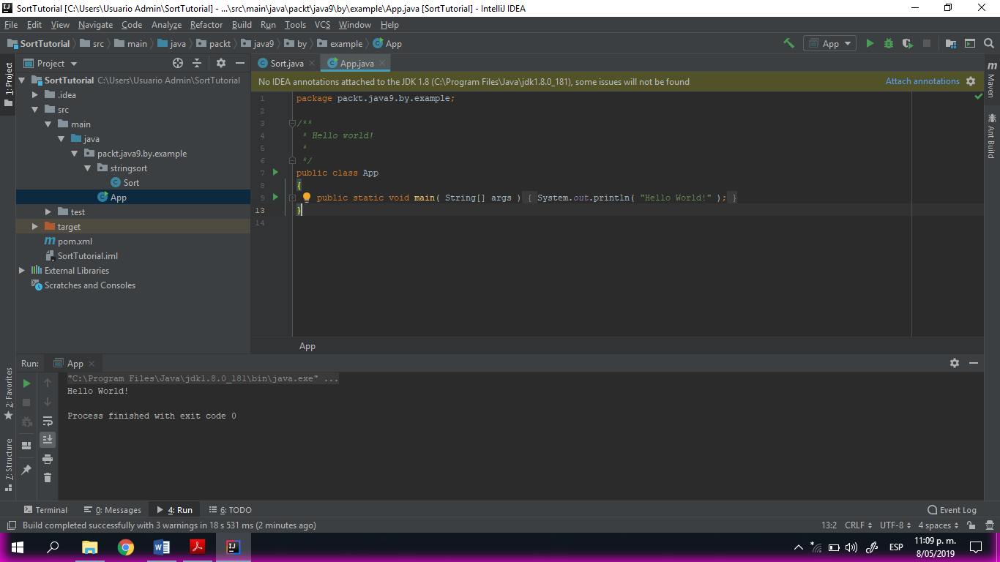 SortTutorial [C:\Users\Usuario Admin\SortTutorial] - ...\src\main\java\packt\java9\by\example\App.java [SortTutorial] - IntelliJ IDEA
File Edit View Navigate Code Analyze Refactor Build Run Tools VCS Window Help
SortTutorial src main java packt java9 by example App
App
1: Project
Project
SortTutorial C:\Users\Usuario Admin\SortTutorial
.idea
src
main
java
packt.java9.by.example
stringsort
Sort
App
test
target
pom.xml
SortTutorial.iml
External Libraries
Scratches and Consoles
Sort.java
App.java
No IDEA annotations attached to the JDK 1.8 (C:\Program Files\Java\jdk1.8.0_181), some issues will not be found
Attach annotations
1 package packt.java9.by.example;
2
3 /**
4 * Hello world!
5 *
6 */
7 public class App
8 {
9 public static void main( String[] args ) { System.out.println( "Hello World!" ); }
13 }
14
App
Maven
Ant Build
Run: App
"C:\Program Files\Java\jdk1.8.0_181\bin\java.exe" ...
Hello World!
Process finished with exit code 0
2: Favorites
7: Structure
Terminal 0: Messages 4: Run 6: TODO
Event Log
Build completed successfully with 3 warnings in 18 s 531 ms (2 minutes ago)
13:2 CRLF UTF-8 4 spaces
ESP
11:09 p. m.
8/05/2019